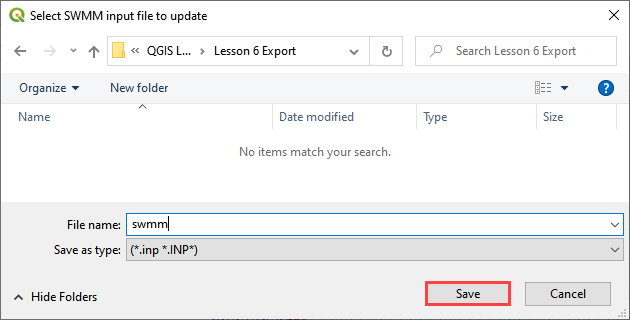 Select SWMM input file to update
« QGIS L... > Lesson 6 Export
Search Lesson 6 Export
Organize
New folder
Name
Date modified
Type
Size
No items match your search.
File name: swmm
Save as type: (*.inp *.INP*)
Hide Folders
Save
Cancel